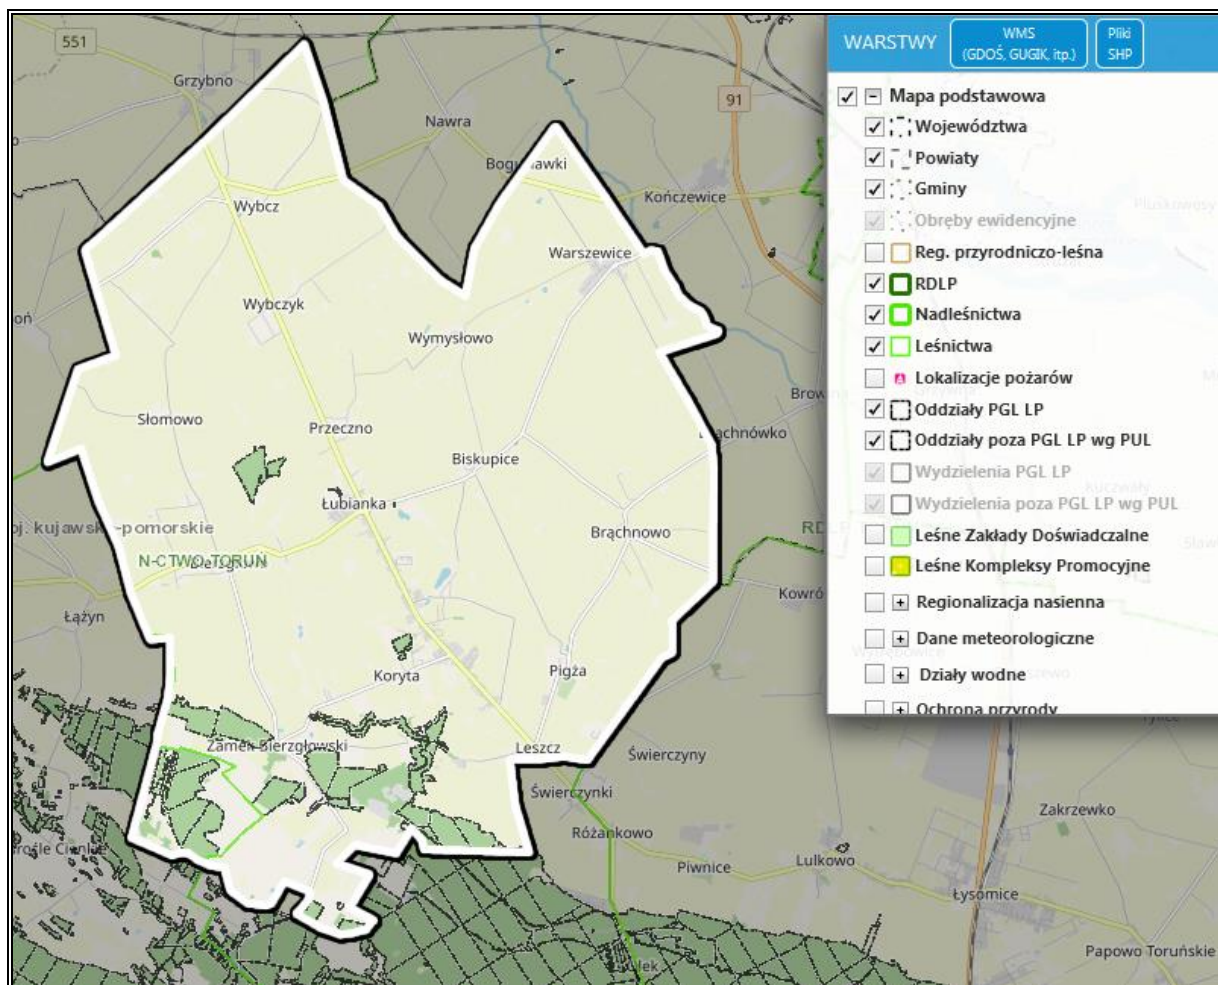 551
Grzybno
Nawra
91
Kończewice
Wybcz
Warszewice
Wybczyk
Wymysłowo
Słomowo
Przeczno
Biskupice
Łubianka
Brąchnowo
N-CTWO TORUŃ
Łążyn
Koryta
Pigża
Zamek Bierzgłowski
Leszcz
Świerczyny
Świerczynki
Różankowo
Piwnice
Lulkowo
Zakrzewko
Łysomice
Papowo Toruńskie
WARSTWY
WMS
(GDOŚ, GUGIK, itp.)
Pliki
SHP
Mapa podstawowa
Województwa
Powiaty
Gminy
Obręby ewidencyjne
Reg. przyrodniczo-leśna
RDLP
Nadleśnictwa
Leśnictwa
Lokalizacje pożarów
Oddziały PGL LP
Oddziały poza PGL LP wg PUL
Wydzielenia PGL LP
Wydzielenia poza PGL LP wg PUL
Leśne Zakłady Doświadczalne
Leśne Kompleksy Promocyjne
Regionalizacja nasienna
Dane meteorologiczne
Działy wodne
Ochrona przyrody